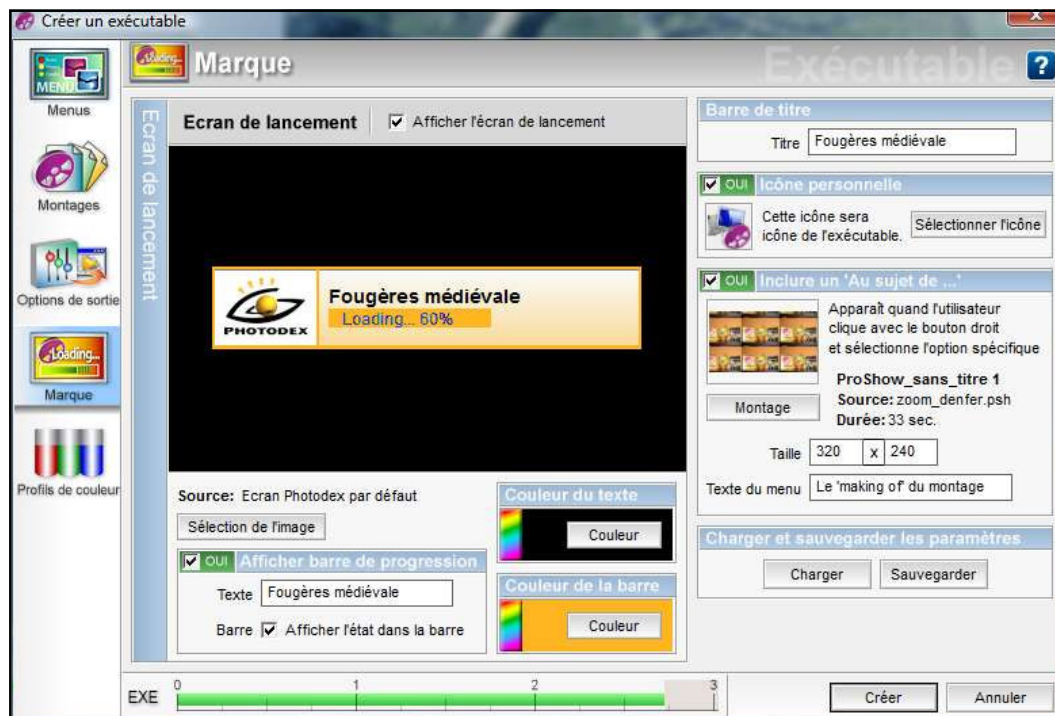 Créer un exécutable
x
MENU
Menus
Montages
Options de sortie
Loading...
Marque
Profils de couleur
Loading...
Marque
Exécutable
?
Ecran de lancement
Ecran de lancement
Afficher l'écran de lancement
PHOTODEX
Fougères médiévale
Loading... 60%
Source: Ecran Photodex par défaut
Sélection de l'image
OUI Afficher barre de progression
Texte Fougères médiévale
Barre Afficher l'état dans la barre
Couleur du texte
Couleur
Couleur de la barre
Couleur
Barre de titre
Titre Fougères médiévale
OUI Icône personnelle
Cette icône sera
icône de l'exécutable.
Sélectionner l'icône
OUI Inclure un 'Au sujet de ...'
Apparaît quand l'utilisateur
clique avec le bouton droit
et sélectionne l'option spécifique
ProShow_sans_titre 1
Source: zoom_denfer.psh
Durée: 33 sec.
Montage
Taille 320 x 240
Texte du menu Le 'making of' du montage
Charger et sauvegarder les paramètres
Charger Sauvegarder
EXE 0 1 2 3
Créer Annuler